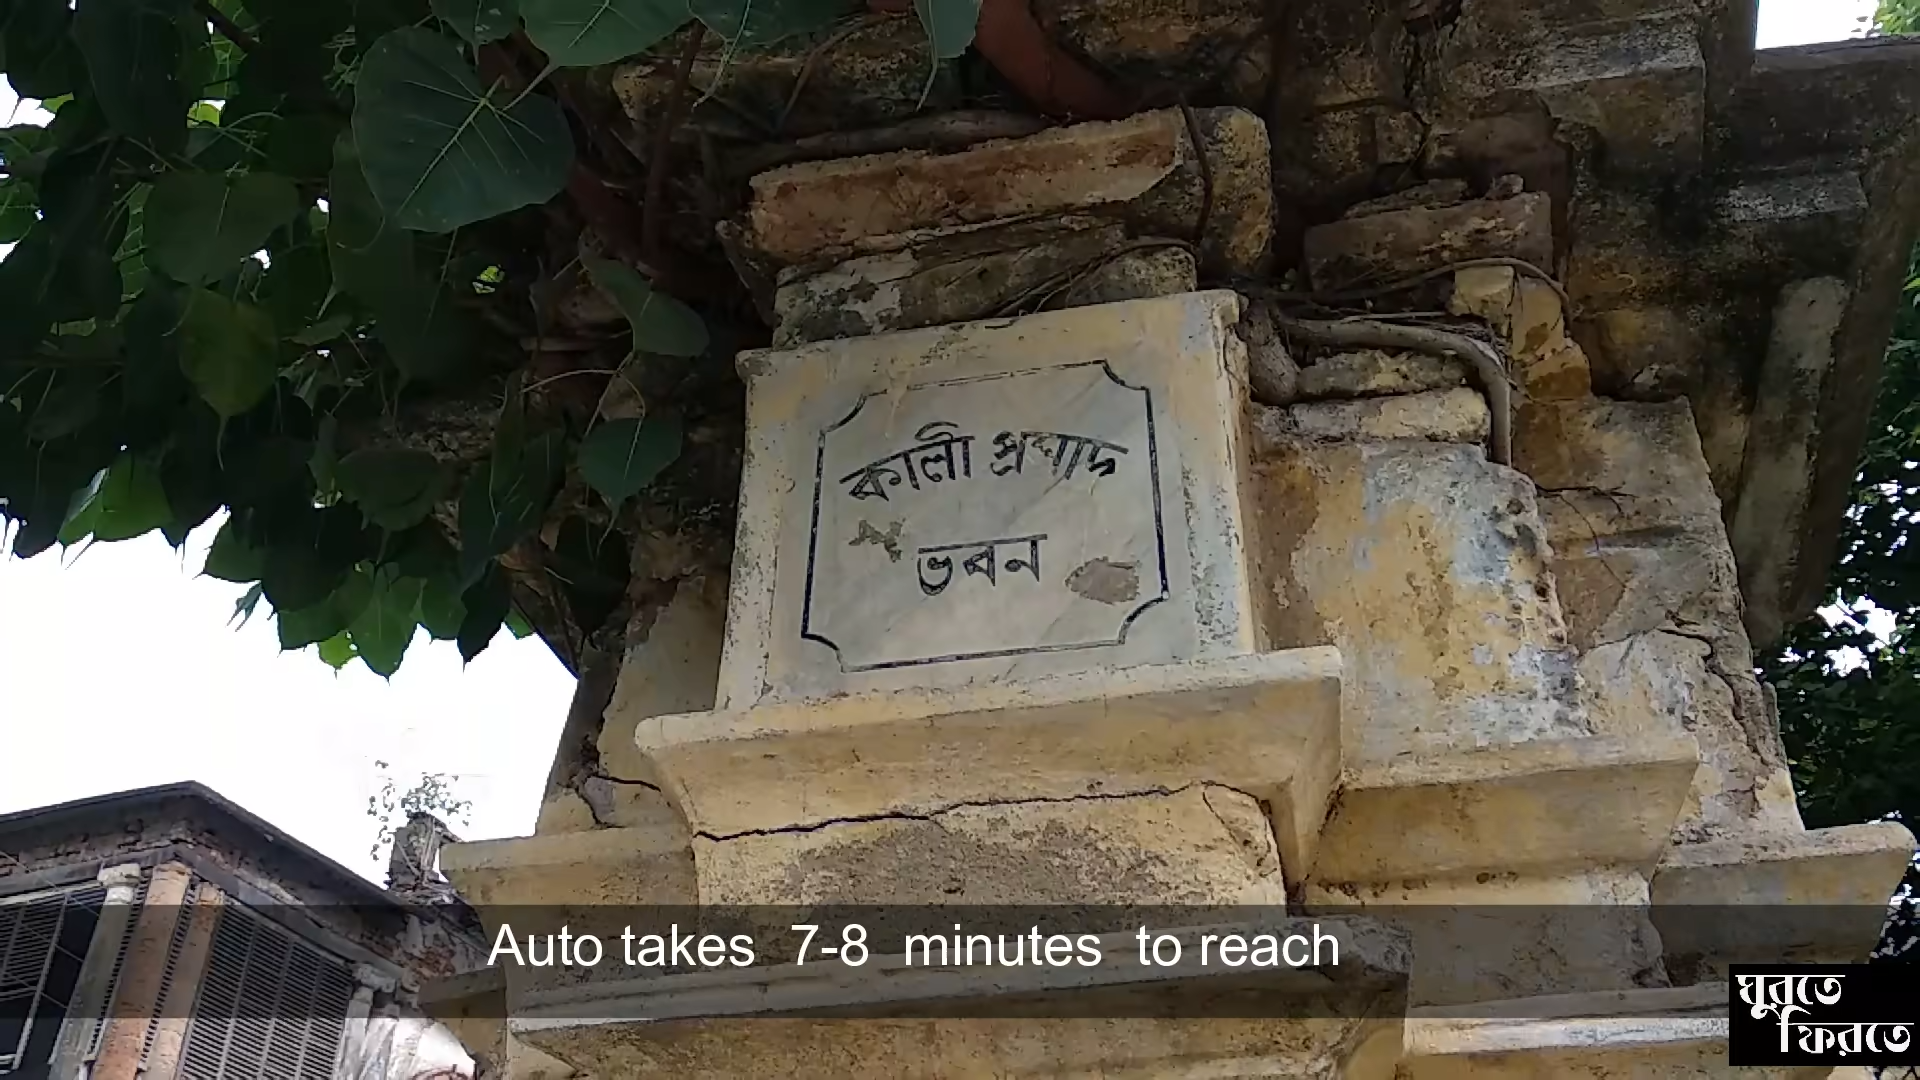 কালী প্রসাদ
ভবন
Auto takes 7-8 minutes to reach
ঘুরতে
ফিরতে